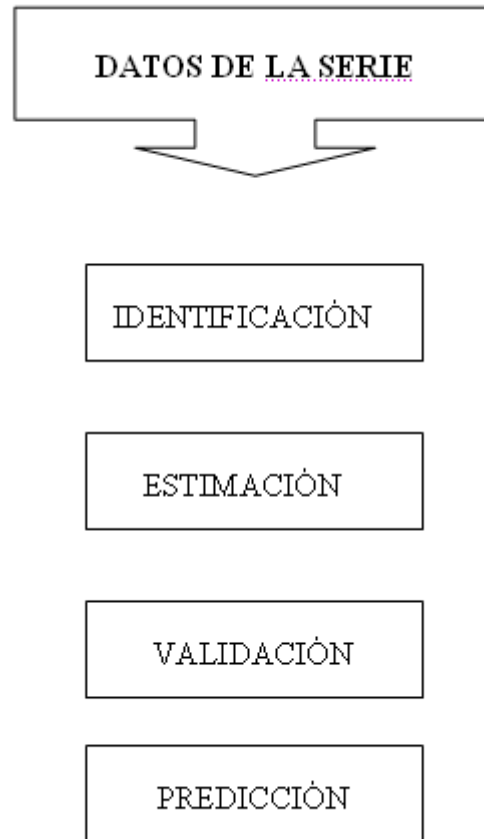 DATOS DE LA SERIE
IDENTIFICACIÓN
ESTIMACIÓN
VALIDACIÓN
PREDICCIÓN